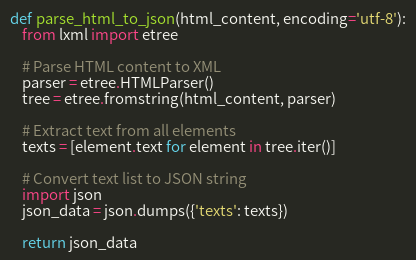 def parse_html_to_json(html_content, encoding='utf-8'):
from lxml import etree
# Parse HTML content to XML
parser = etree.HTMLParser()
tree = etree.fromstring(html_content, parser)
# Extract text from all elements
texts = [element.text for element in tree.iter()]
# Convert text list to JSON string
import json
json_data = json.dumps({'texts': texts})
return json_data